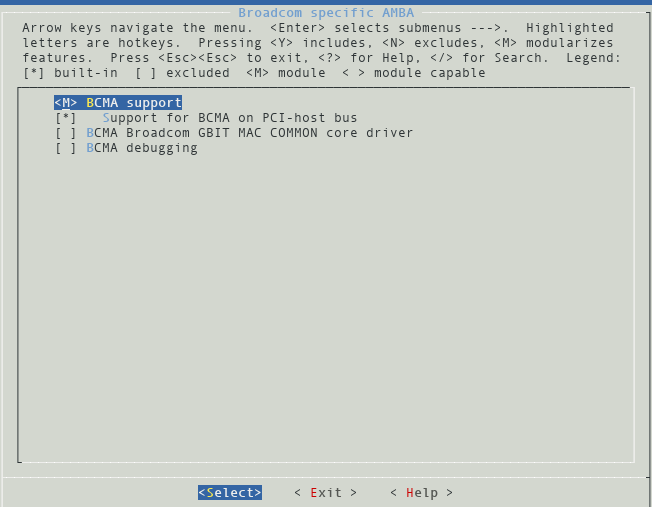 Broadcom specific AMBA
Arrow keys navigate the menu.  <Enter> selects submenus --->.  Highlighted
letters are hotkeys.  Pressing <Y> includes, <N> excludes, <M> modularizes
features.  Press <Esc><Esc> to exit, <?> for Help, </> for Search.  Legend:
[*] built-in  [ ] excluded  <M> module  < > module capable
<M> BCMA support
[*]   Support for BCMA on PCI-host bus
[ ] BCMA Broadcom GBIT MAC COMMON core driver
[ ] BCMA debugging
<Select>    < Exit >    < Help >